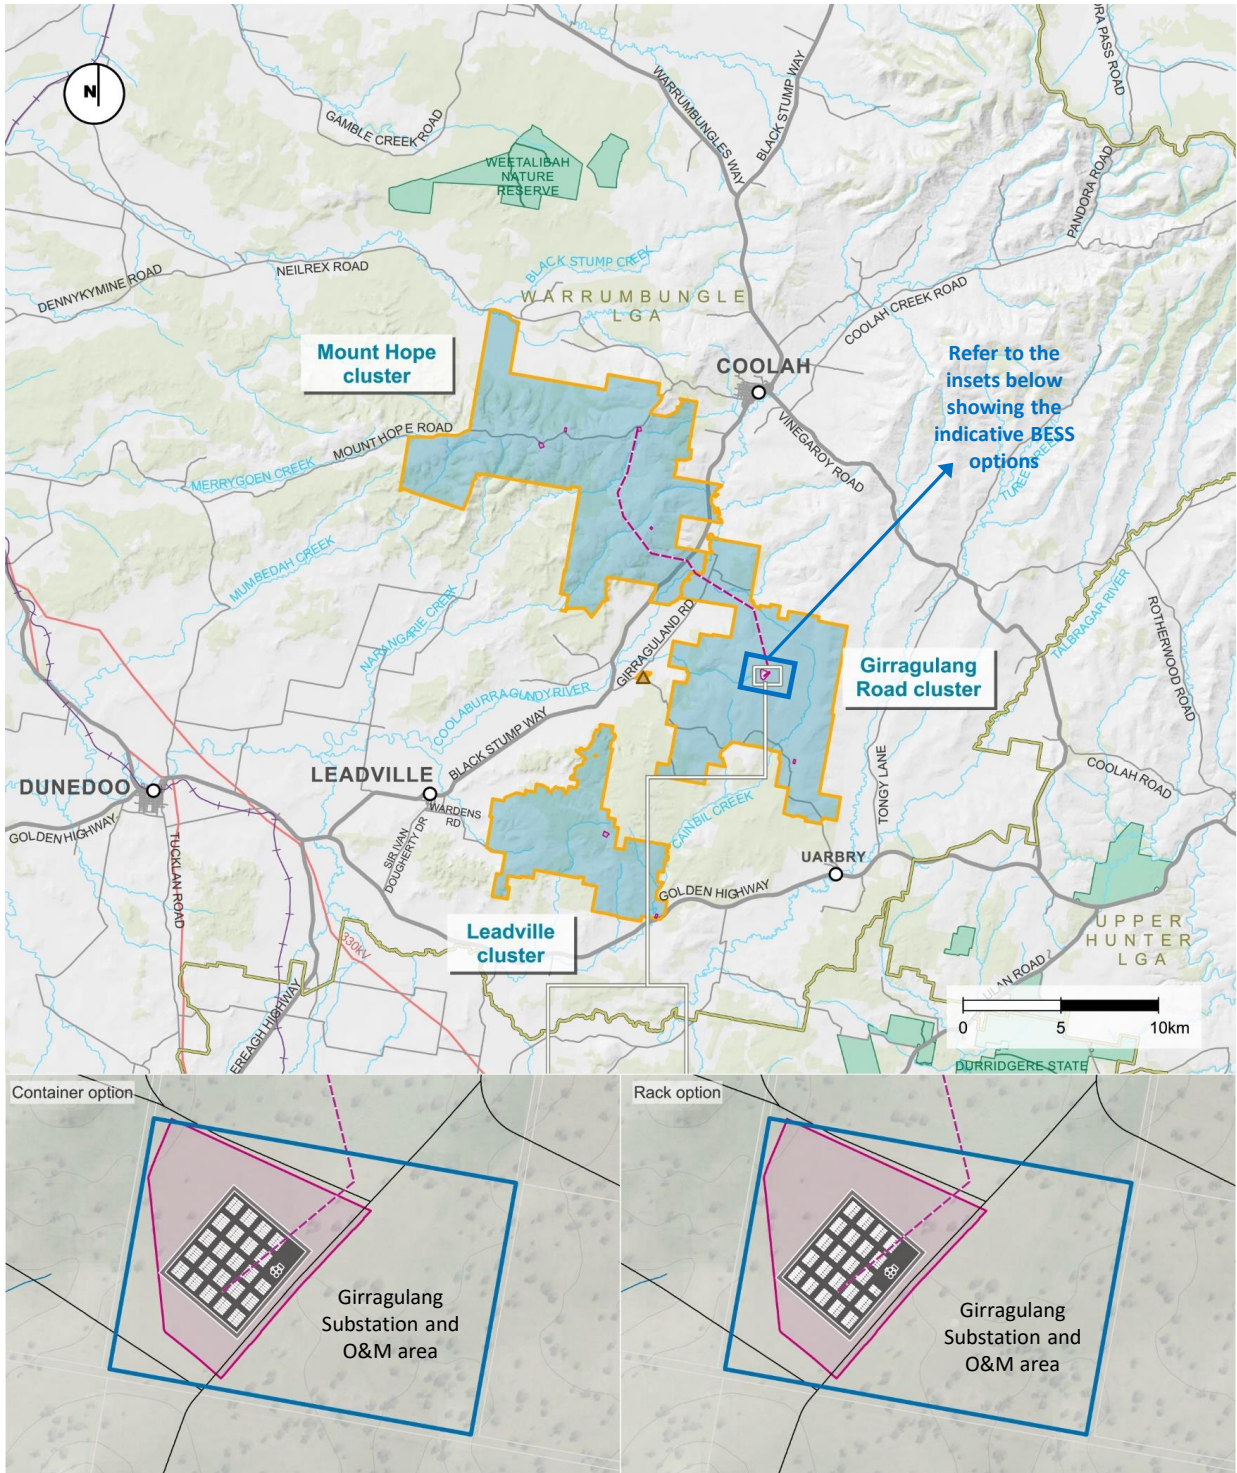 N
GAMBLE CREEK ROAD
WARRUMBUNGLES WAY
BLACK STUMP WAY
PASS ROAD
PANDORA ROAD
WEETALIBAH
NATURE
RESERVE
DENNYKYMINE ROAD
NEILREX ROAD
BLACK STUMP CREEK
WARRUMBUNGLE
LGA
COOLAH CREEK ROAD
Mount Hope
cluster
COOLAH
Refer to the
insets below
showing the
indicative BESS
options
MOUNT HOPE ROAD
VINEGAROY ROAD
MERRYGOEN CREEK
MUMBEDAH CREEK
NARANGARIE CREEK
TALBRAGAR RIVER
ROTHERWOOD ROAD
GIRRAGULAND RD
Girragulang
Road cluster
COOLABURRAGUNDY RIVER
BLACK STUMP WAY
DUNEDOO
LEADVILLE
WARDENS
RD
SIR IVAN
DOUGHERTY DR
CAINBIL CREEK
TONGY LANE
COOLAH ROAD
GOLDEN HIGHWAY
TUCKLAN ROAD
UARBRY
GOLDEN HIGHWAY
Leadville
cluster
330kV
UPPER
HUNTER
LGA
ULAN ROAD
EREAGH HIGHWAY
0 5 10km
DURRIDGERE STATE
Container option
Girragulang
Substation and
O&M area
Rack option
Girragulang
Substation and
O&M area